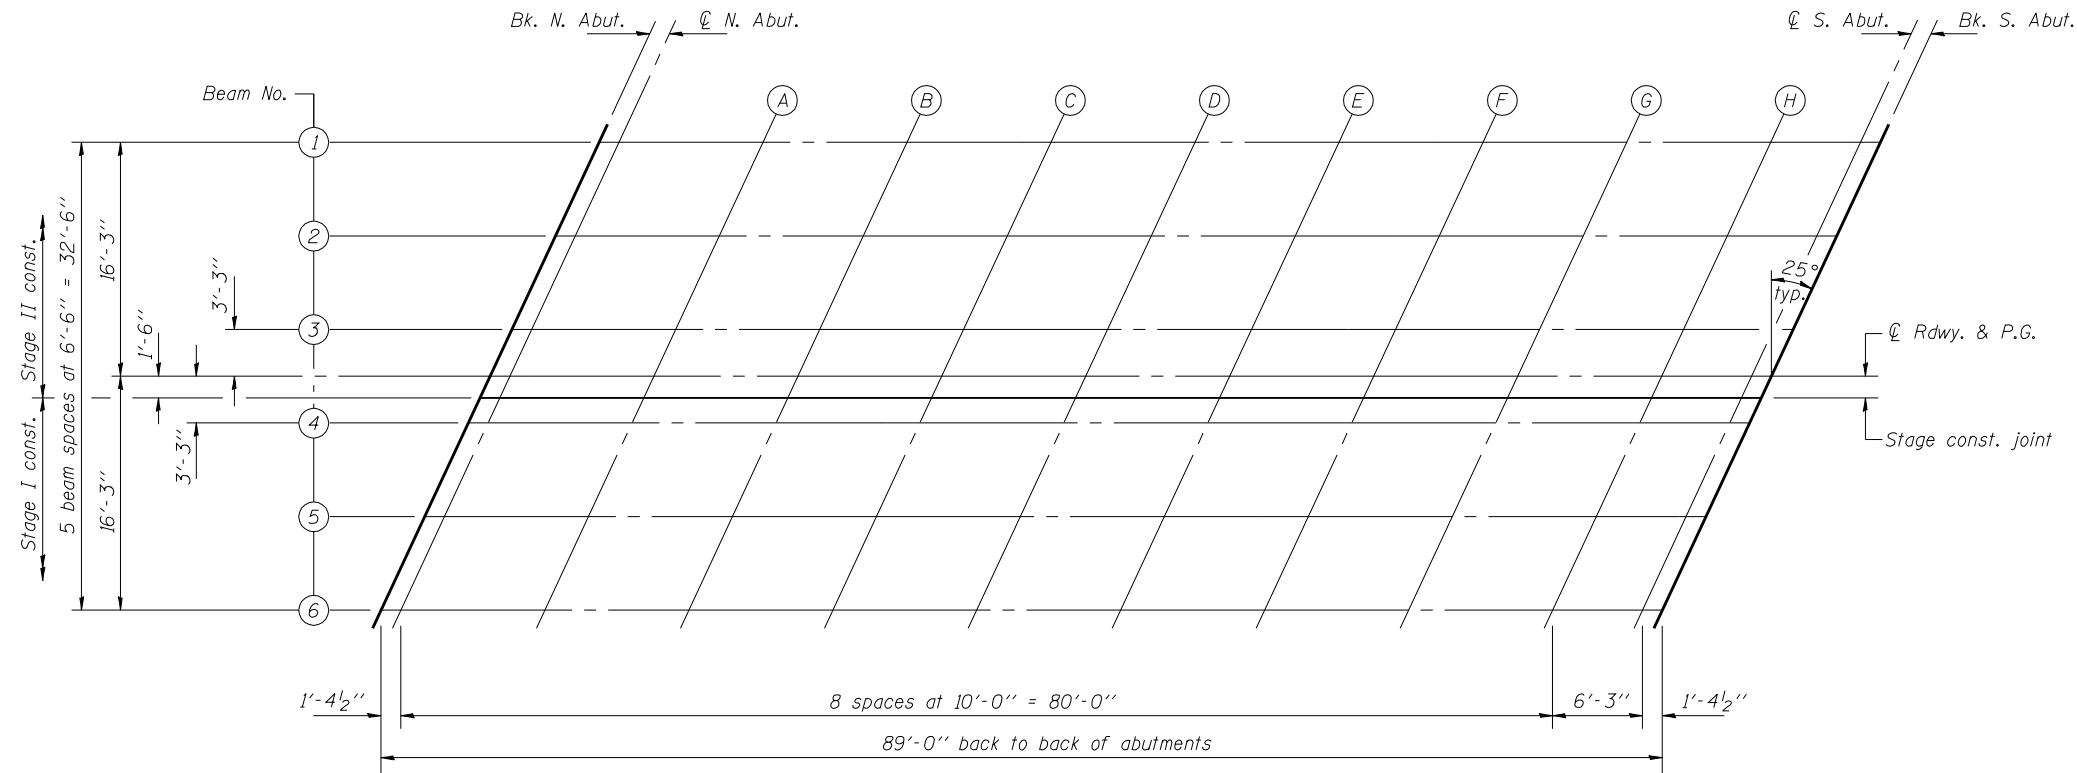 Bk. N. Abut.
℄ N. Abut.
℄ S. Abut.
Bk. S. Abut.
Beam No.
A
B
C
D
E
F
G
H
1
2
3
4
5
6
Stage II const.
Stage I const.
5 beam spaces at 6'-6'' = 32'-6''
16'-3''
16'-3''
1'-6''
3'-3''
3'-3''
25°
typ.
℄ Rdwy. & P.G.
Stage const. joint
1'-4½''
8 spaces at 10'-0'' = 80'-0''
6'-3''
1'-4½''
89'-0'' back to back of abutments